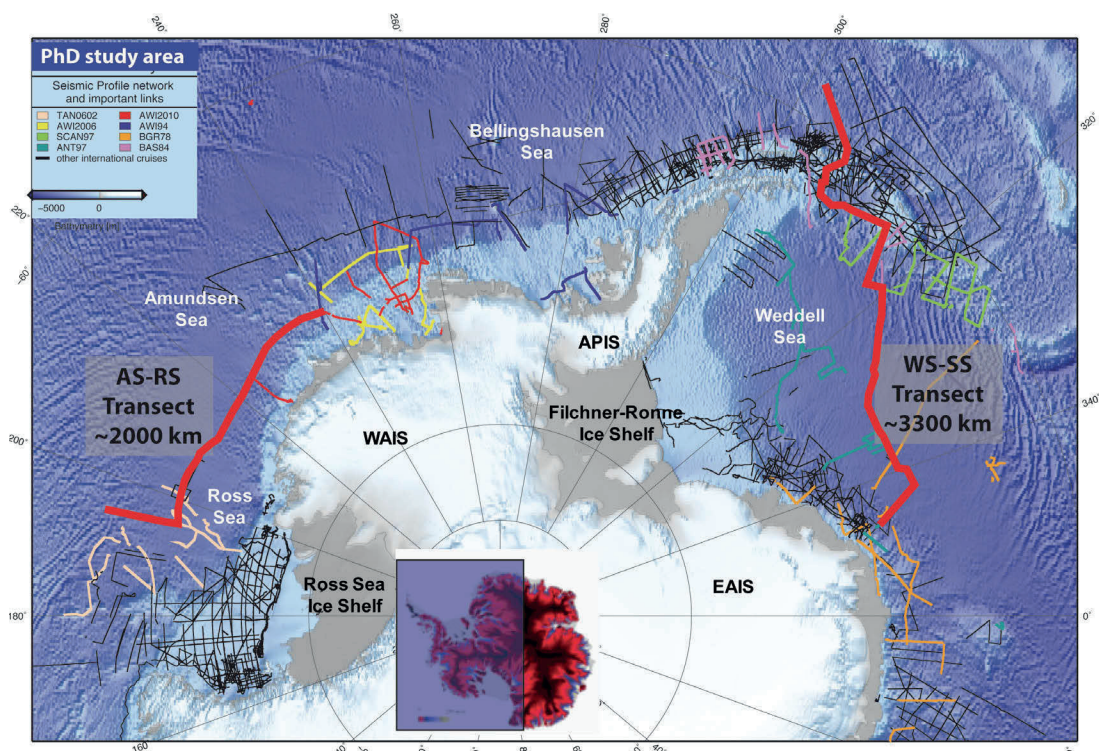 240°
260°
280°
300°
320°
PhD study area
Seismic Profile network
and important links
TAN0602
AWI2010
AWI2006
AWI94
SCAN97
BGR78
ANT97
BAS84
other international cruises
−5000
0
220°
-60°
Bellingshausen
Sea
Amundsen
Sea
Weddell
Sea
APIS
AS-RS
Transect
~2000 km
WS-SS
Transect
~3300 km
340°
Filchner-Ronne
Ice Shelf
WAIS
200°
Ross
Sea
Ross Sea
Ice Shelf
EAIS
180°
0°
160°